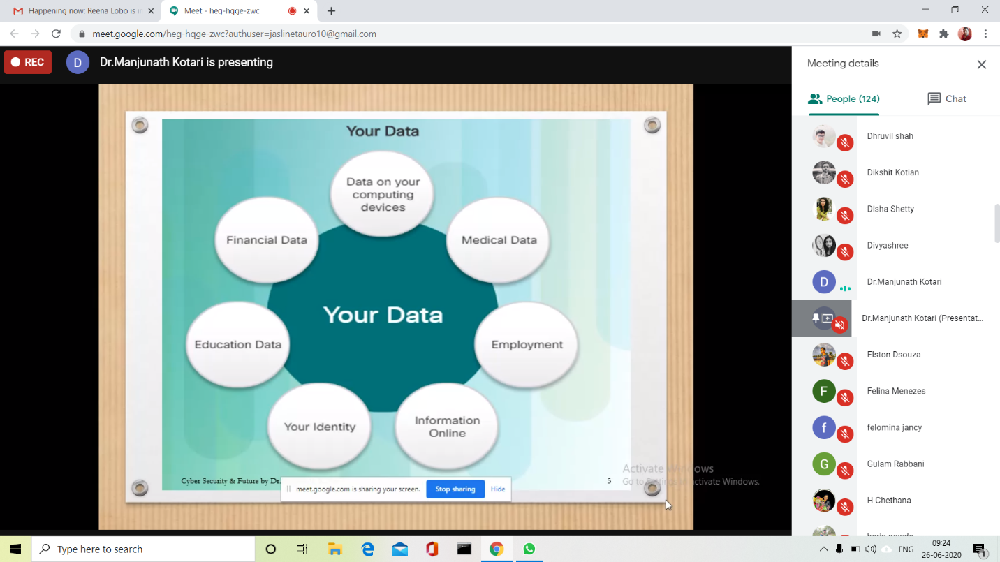 Happening now: Reena Lobo is in
Meet - heg-hqge-zwc
meet.google.com/heg-hqge-zwc?authuser=jaslinetauro10@gmail.com
REC
D
Dr.Manjunath Kotari is presenting
Your Data
Data on your
computing
devices
Financial Data
Medical Data
Your Data
Education Data
Employment
Your Identity
Information
Online
Cyber Security & Future by Dr.
5
meet.google.com is sharing your screen.
Stop sharing
Hide
Activate Windows
Go to Settings to activate Windows.
Meeting details
People (124)
Chat
Dhruvil shah
Dikshit Kotian
Disha Shetty
Divyashree
D
Dr.Manjunath Kotari
Dr.Manjunath Kotari (Presentat...
Elston Dsouza
F
Felina Menezes
f
felomina jancy
G
Gulam Rabbani
H Chethana
Type here to search
ENG
09:24
26-06-2020
1